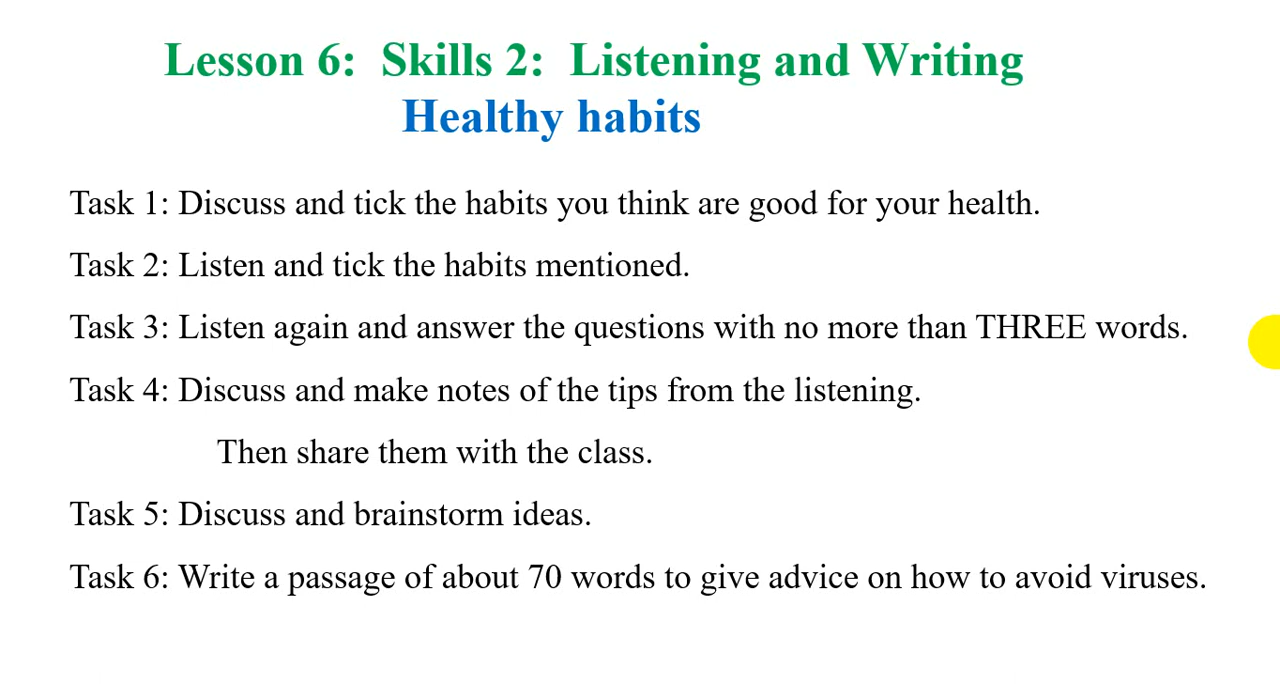 Lesson 6: Skills 2: Listening and Writing
Healthy habits
Task 1: Discuss and tick the habits you think are good for your health.
Task 2: Listen and tick the habits mentioned.
Task 3: Listen again and answer the questions with no more than THREE words.
Task 4: Discuss and make notes of the tips from the listening.
Then share them with the class.
Task 5: Discuss and brainstorm ideas.
Task 6: Write a passage of about 70 words to give advice on how to avoid viruses.